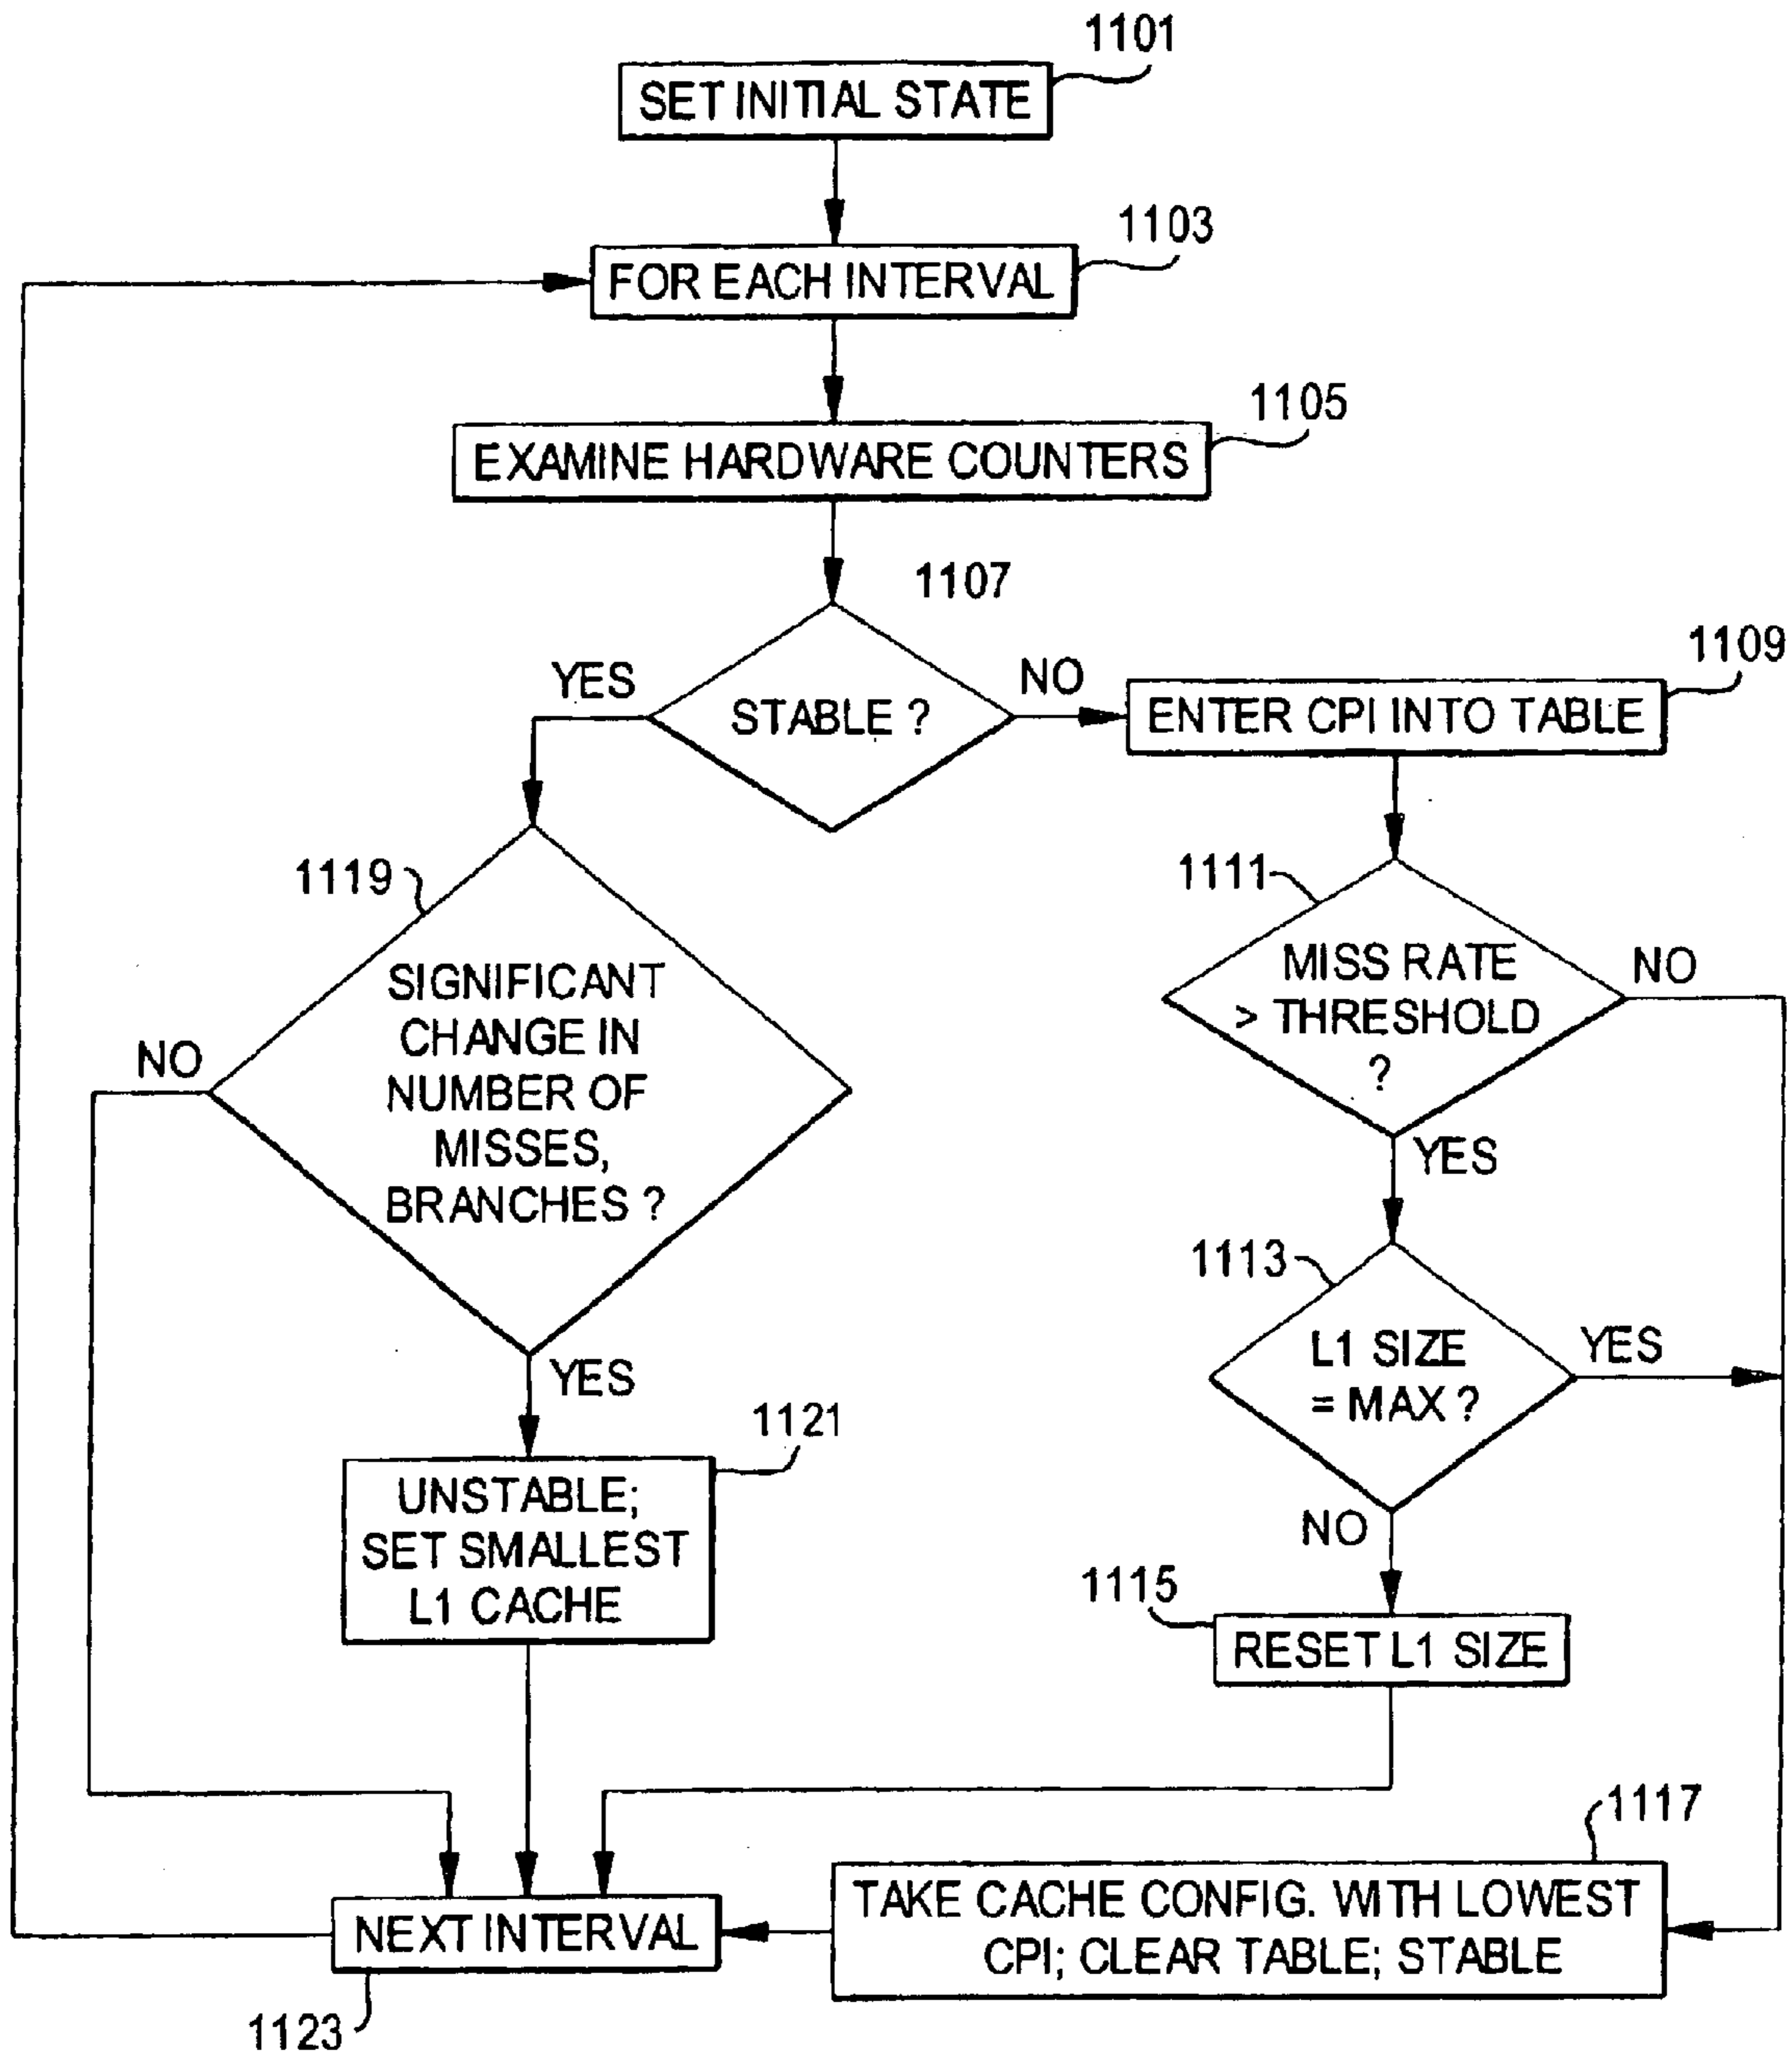 1101
SET INITIAL STATE
1103
FOR EACH INTERVAL
1105
EXAMINE HARDWARE COUNTERS
1107
STABLE ?
YES
NO
1109
ENTER CPI INTO TABLE
1119
SIGNIFICANT
CHANGE IN
NUMBER OF
MISSES,
BRANCHES ?
NO
YES
1111
MISS RATE
> THRESHOLD
?
NO
YES
1113
L1 SIZE
= MAX ?
YES
NO
1121
UNSTABLE;
SET SMALLEST
L1 CACHE
1115
RESET L1 SIZE
1117
TAKE CACHE CONFIG. WITH LOWEST
CPI; CLEAR TABLE; STABLE
NEXT INTERVAL
1123